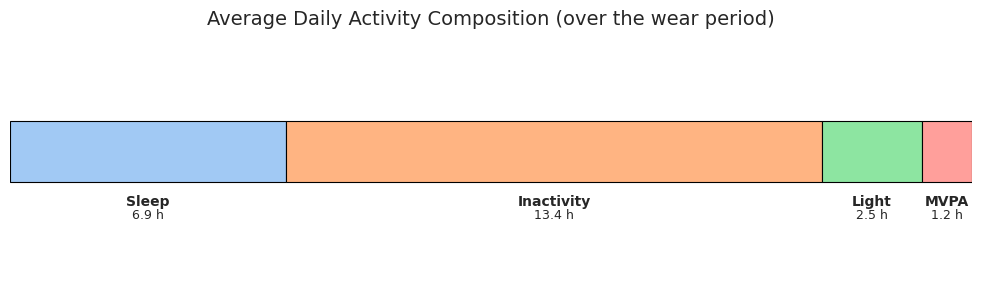 Average Daily Activity Composition (over the wear period)
Sleep
6.9 h
Inactivity
13.4 h
Light
2.5 h
MVPA
1.2 h